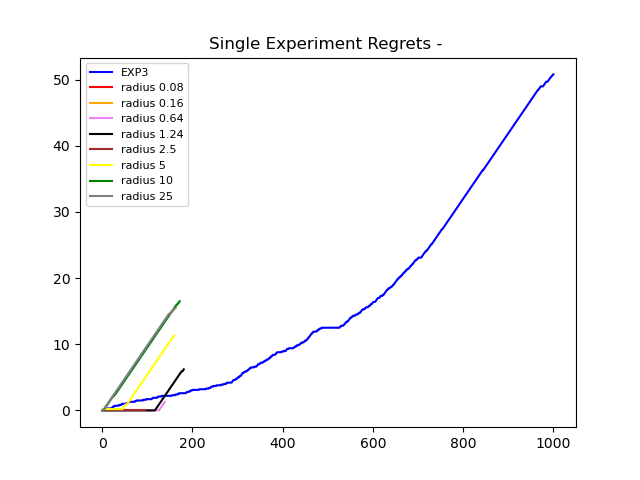 Single Experiment Regrets -
50
40
30
20
10
0
EXP3
radius 0.08
radius 0.16
radius 0.64
radius 1.24
radius 2.5
radius 5
radius 10
radius 25
0 200 400 600 800 1000